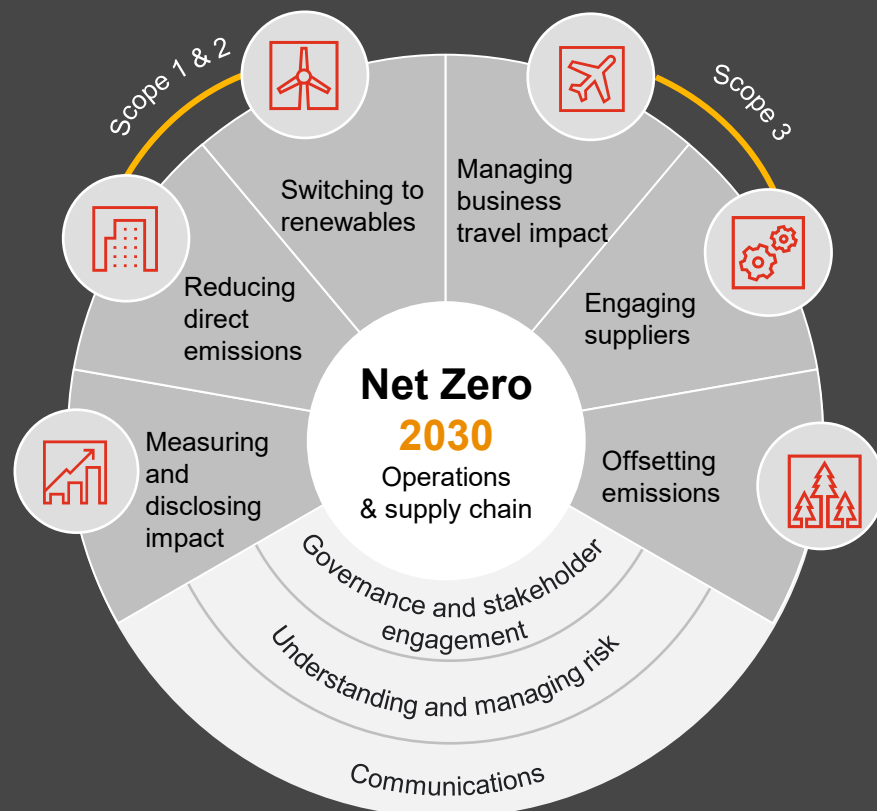 Scope 1 & 2
Scope 3
Switching to
renewables
Managing
business
travel impact
Reducing
direct
emissions
Engaging
suppliers
Measuring
and
disclosing
impact
Net Zero
2030
Operations
& supply chain
Offsetting
emissions
Governance and stakeholder
engagement
Understanding and managing risk
Communications